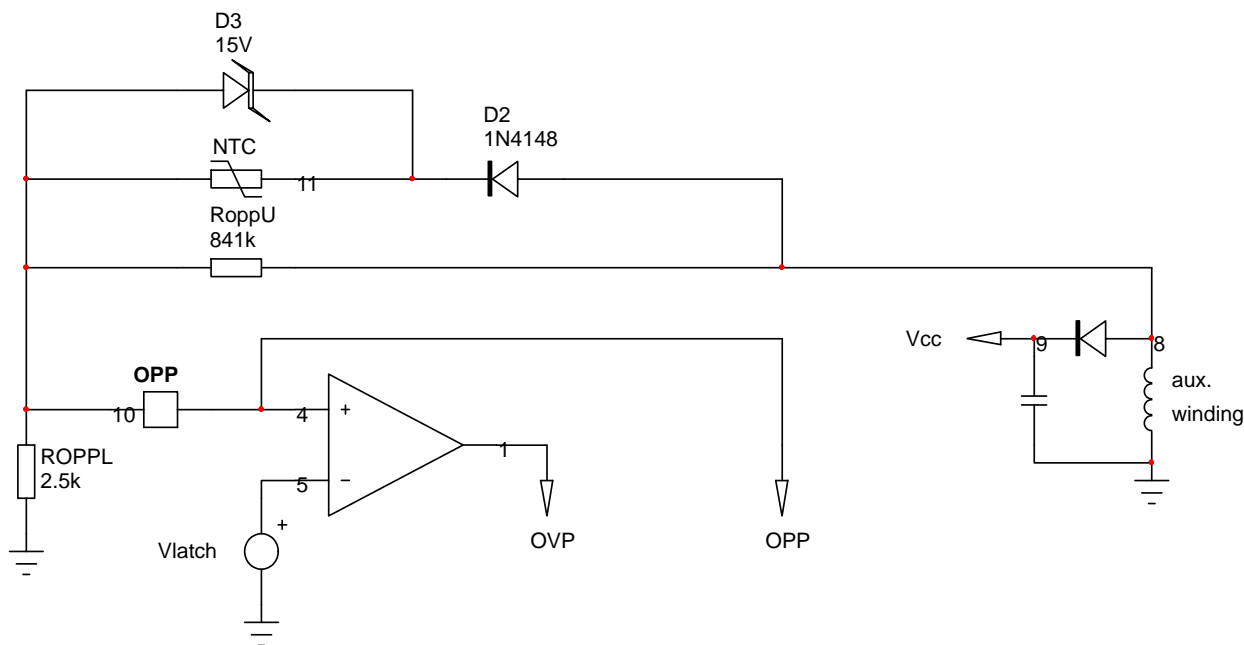 D3
15V
D2
1N4148
NTC
11
RoppU
841k
Vcc
9
8
OPP
aux.
winding
10
4
+
1
ROPPL
2.5k
5
−
+
Vlatch
OVP
OPP